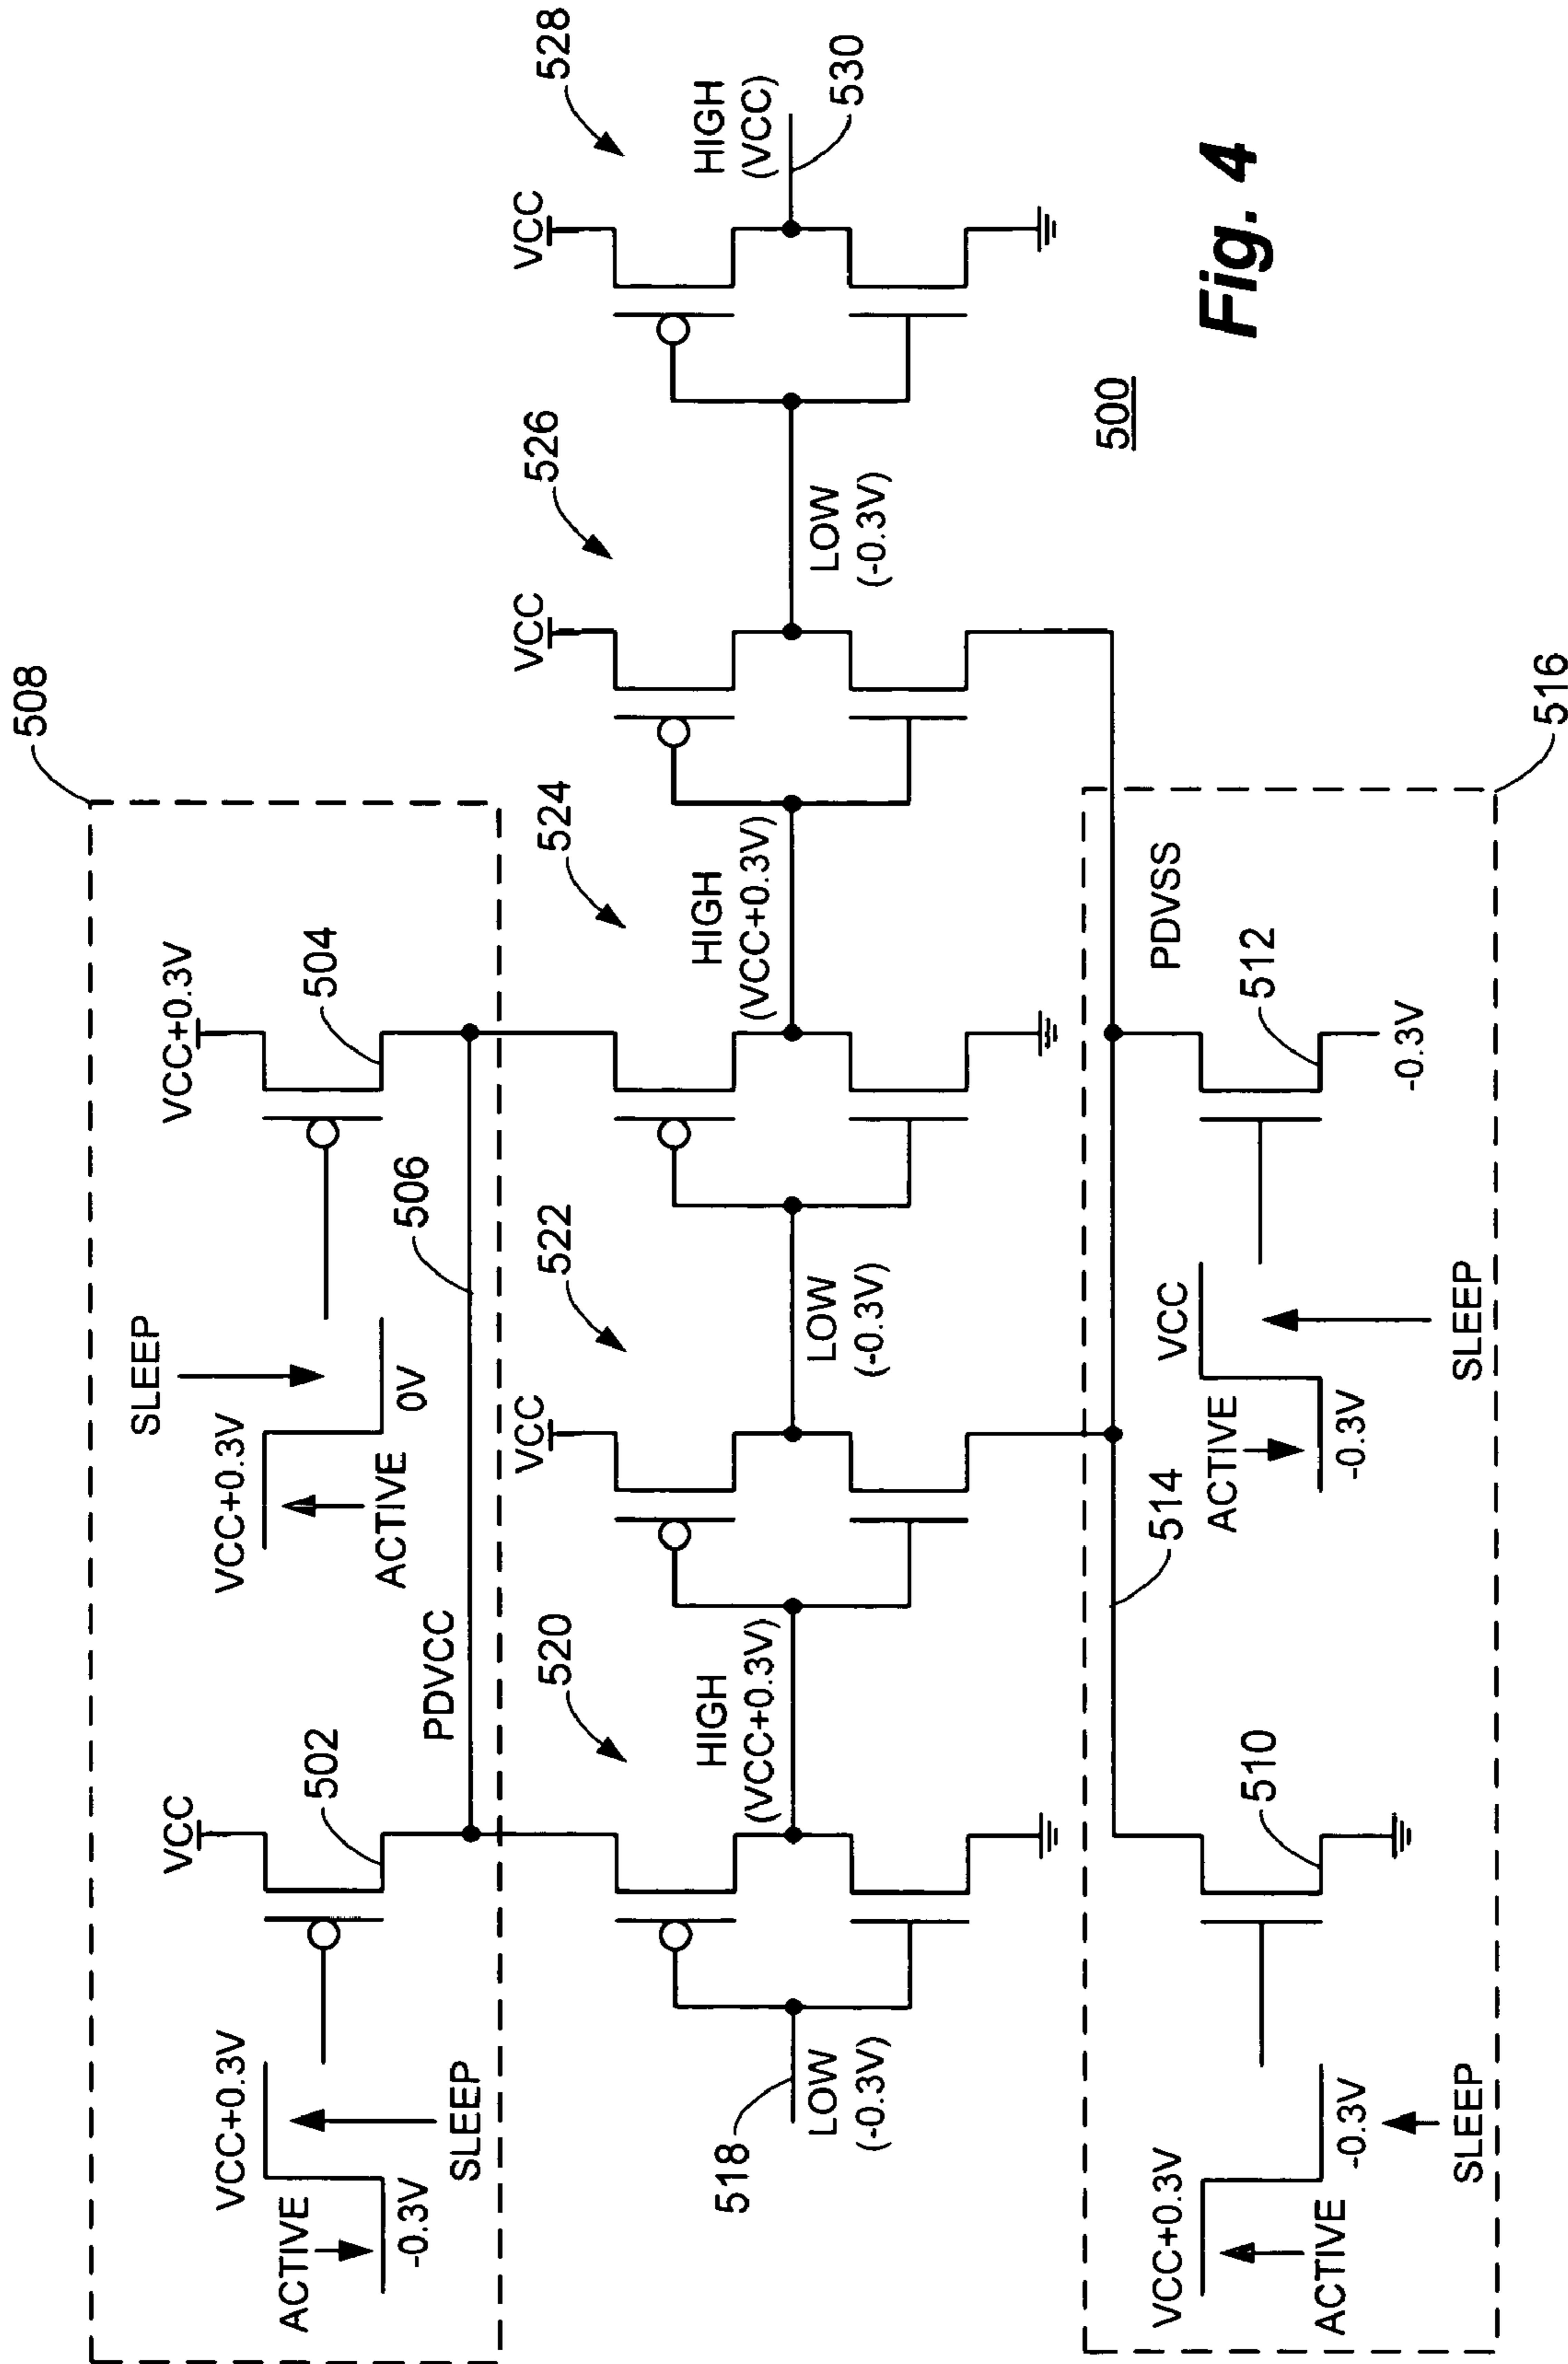 508
SLEEP
VCC
VCC+0.3V
502
504
VCC+0.3V
VCC+0.3V
506
ACTIVE
0V
-0.3V
ACTIVE
SLEEP
PDVCC
520
522
524
526
528
VCC
VCC
VCC
HIGH
(VCC+0.3V)
HIGH
(VCC+0.3V)
HIGH
(VCC)
518
LOW
(-0.3V)
LOW
(-0.3V)
LOW
(-0.3V)
530
514
PDVSS
500
Fig. 4
VCC+0.3V
510
ACTIVE
VCC
512
ACTIVE
-0.3V
-0.3V
-0.3V
SLEEP
SLEEP
516